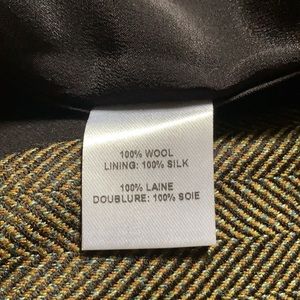 100% WOOL
LINING: 100% SILK
100% LAINE
DOUBLURE: 100% SOIE